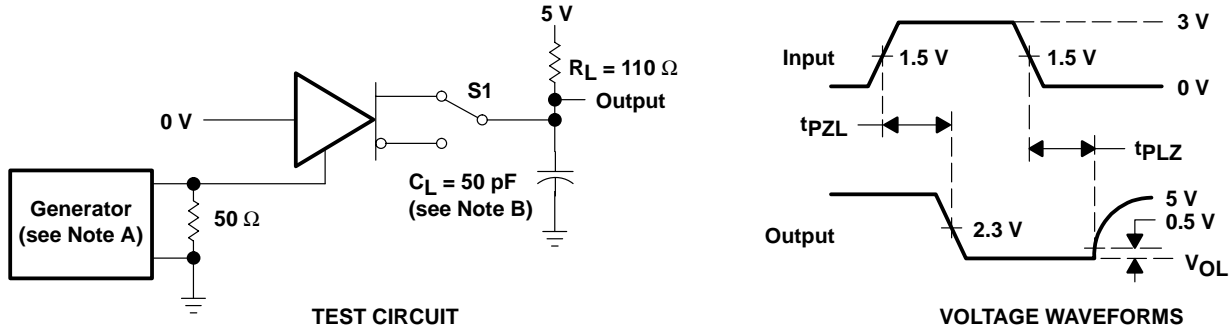 5 V
R_L = 110 Ω
S1
Output
0 V
C_L = 50 pF
(see Note B)
Generator
(see Note A)
50 Ω
TEST CIRCUIT
3 V
Input
1.5 V
1.5 V
0 V
t_PZL
t_PLZ
5 V
0.5 V
Output
2.3 V
V_OL
VOLTAGE WAVEFORMS